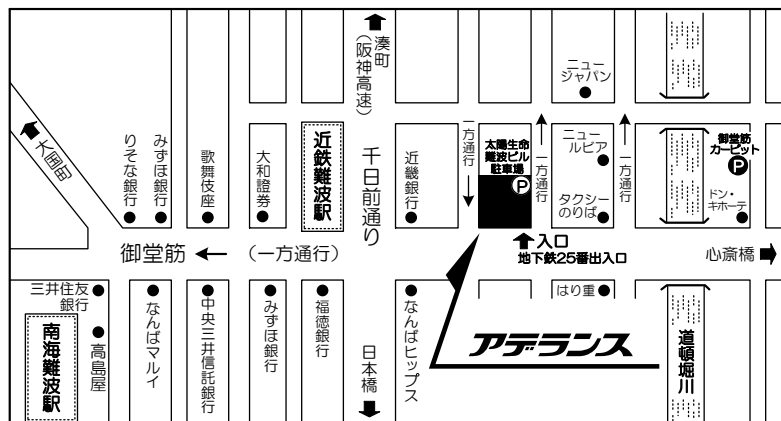 湊町
（阪神高速）
ニュー
ジャパン
大国町
りそな銀行
みずほ銀行
歌舞伎座
大和證券
近鉄難波駅
千日前通り
近畿銀行
一方通行
太陽生命
難波ビル
駐車場
P
一方通行
ニュー
ルビア
タクシー
のりば
一方通行
御堂筋
カーピット
P
ドン・
キホーテ
御堂筋
（一方通行）
入口
地下鉄25番出入口
心斎橋
三井住友
銀行
南海難波駅
高島屋
なんばマルイ
中央三井信託銀行
みずほ銀行
福徳銀行
日本橋
なんばヒップス
はり重
アデランス
道頓堀川